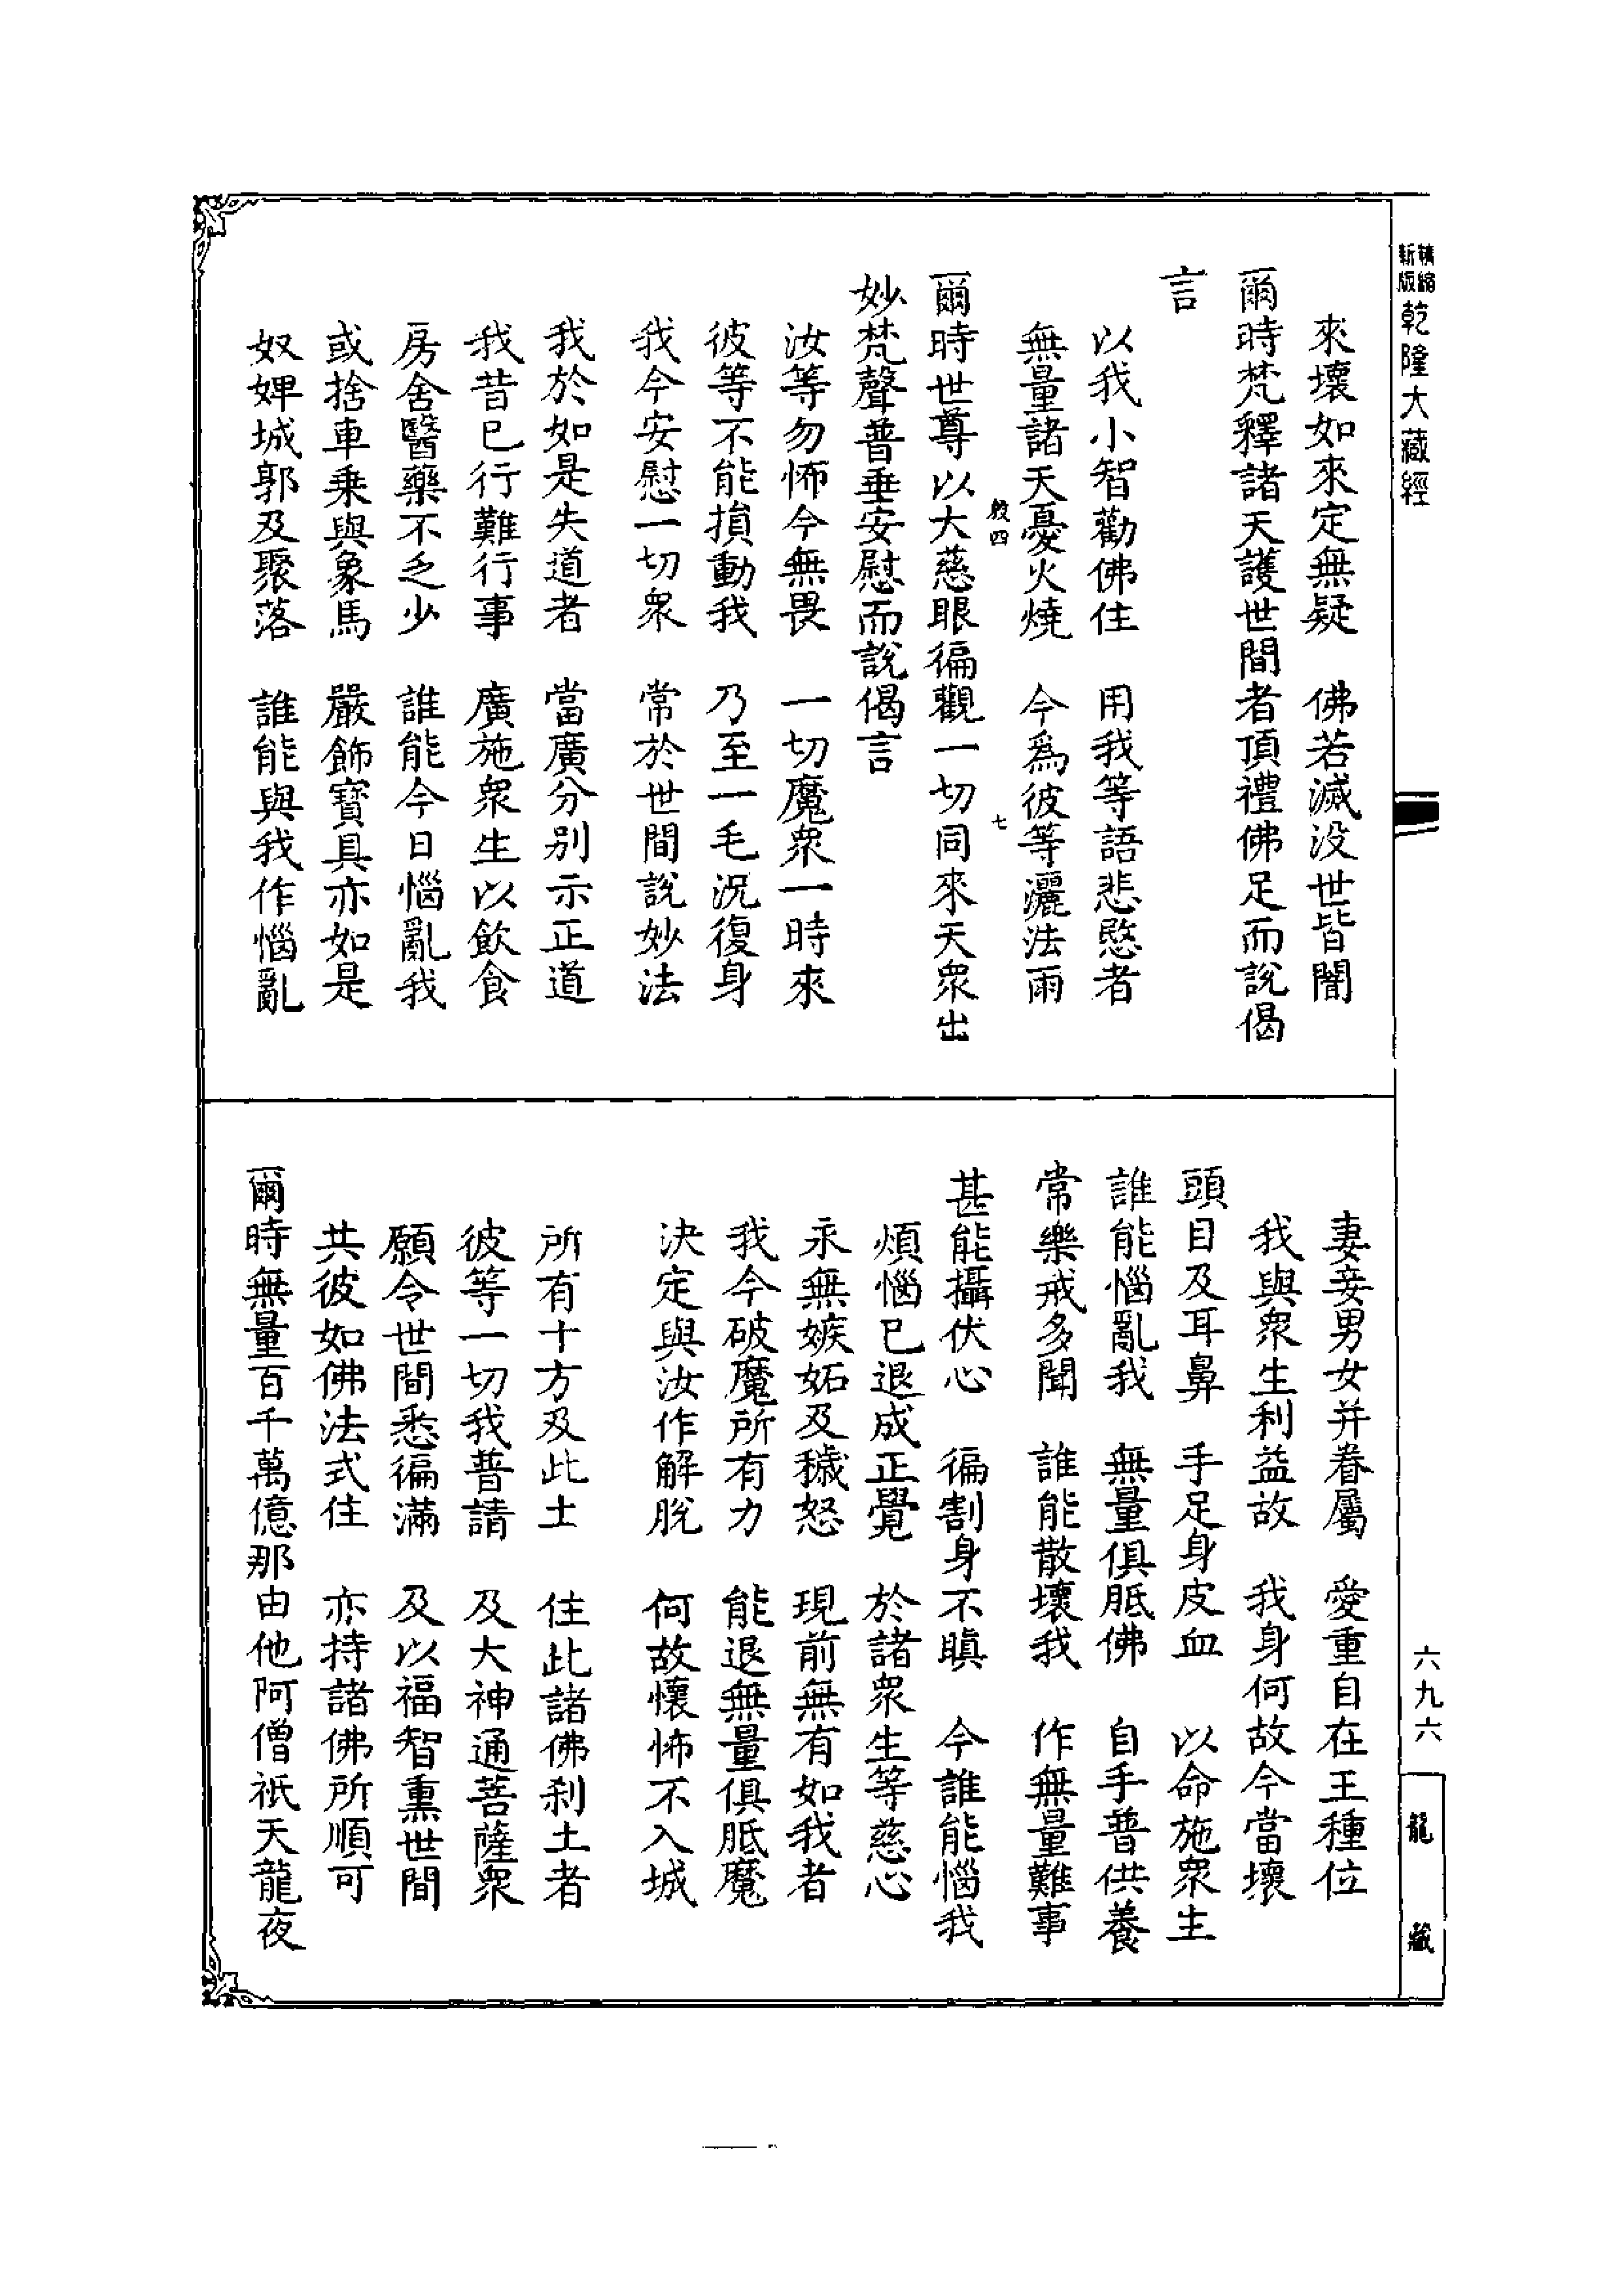 精縮新版乾隆大藏經
來壞如來定無疑　佛若滅没世皆闇
爾時梵釋諸天護世間者頂禮佛足而說偈
言
以我小智勸佛住　用我等語悲愍者
無量諸天憂火燒　今爲彼等灑法雨
七
爾時世尊以大慈眼徧觀一切同來天衆出
妙梵聲普垂安慰而說偈言
汝等勿怖今無畏　一切魔衆一時來
彼等不能損動我　乃至一毛況復身
我今安慰一切衆　常於世間說妙法
我於如是失道者　當廣分别示正道
我昔已行難行事　廣施衆生以飲食
房舍醫藥不乏少　誰能今日惱亂我
或捨車乗與象馬　嚴飾寶具亦如是
奴婢城郭及聚落　誰能與我作惱亂
妻妾男女并眷屬　愛重自在王種位
我與衆生利益故　我身何故今當壞
頭目及耳鼻　手足身皮血　以命施衆生
誰能惱亂我　無量俱胝佛　自手普供養
常樂戒多聞　誰能散壞我　作無量難事
甚能攝伏心　徧割身不瞋　今誰能惱我
煩惱已退成正覺　於諸衆生等慈心
永無嫉妬及穢怒　現前無有如我者
我今破魔所有力　能退無量俱胝魔
決定與汝作解脫　何故懷怖不入城
所有十方及此土　住此諸佛刹土者
彼等一切我普請　及大神通菩薩衆
願令世間悉徧滿　及以福智熏世間
共彼如佛法式住　亦持諸佛所順可
爾時無量百千萬億那由他阿僧祇天龍夜
六九六
龍藏